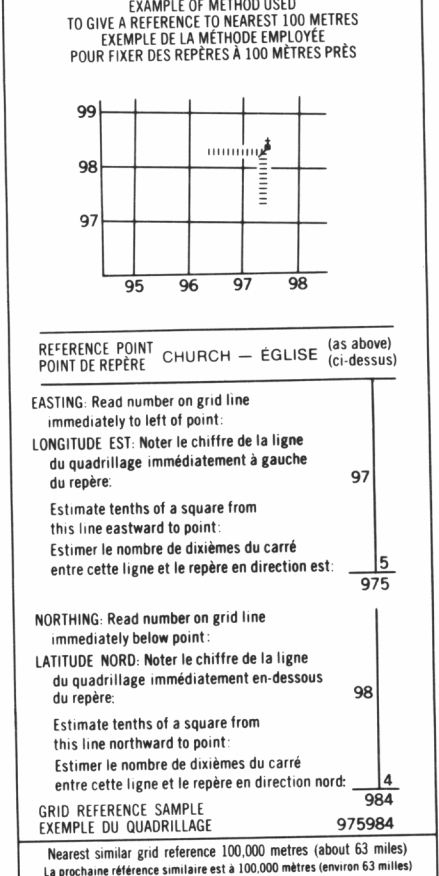 EXAMPLE OF METHOD USED
TO GIVE A REFERENCE TO NEAREST 100 METRES
EXEMPLE DE LA MÉTHODE EMPLOYÉE
POUR FIXER DES REPÈRES À 100 MÈTRES PRÈS
99
98
97
95 96 97 98
REFERENCE POINT
POINT DE REPÈRE
CHURCH — ÉGLISE
(as above)
(ci-dessus)
EASTING: Read number on grid line
immediately to left of point:
LONGITUDE EST: Noter le chiffre de la ligne
du quadrillage immédiatement à gauche
du repère: 97
Estimate tenths of a square from
this line eastward to point:
Estimer le nombre de dixièmes du carré
entre cette ligne et le repère en direction est: 5
975
NORTHING: Read number on grid line
immediately below point:
LATITUDE NORD: Noter le chiffre de la ligne
du quadrillage immédiatement en-dessous
du repère: 98
Estimate tenths of a square from
this line northward to point:
Estimer le nombre de dixièmes du carré
entre cette ligne et le repère en direction nord: 4
984
GRID REFERENCE SAMPLE
EXEMPLE DU QUADRILLAGE 975984
Nearest similar grid reference 100,000 metres (about 63 miles)
La prochaine référence similaire est à 100,000 mètres (environ 63 milles)